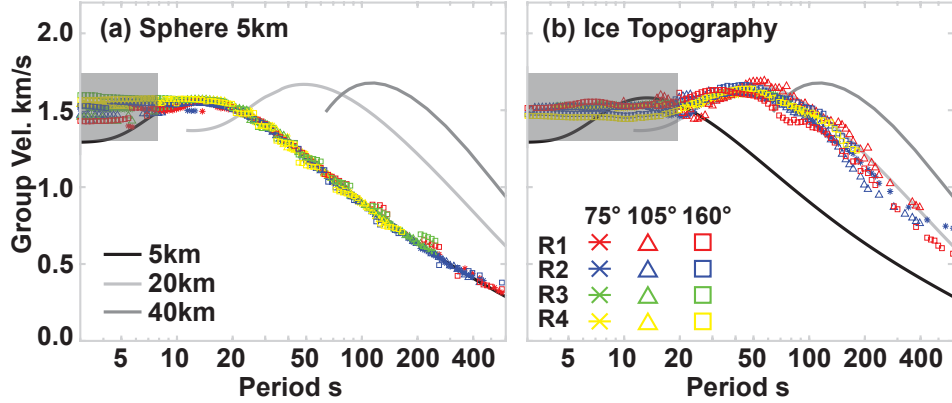 (a) Sphere 5km
(b) Ice Topography
Group Vel. km/s
2.0
1.5
1.0
0.5
0.0
5km
20km
40km
75° 105° 160°
R1
R2
R3
R4
5 10 20 50 100 200 400
5 10 20 50 100 200 400
Period s
Period s